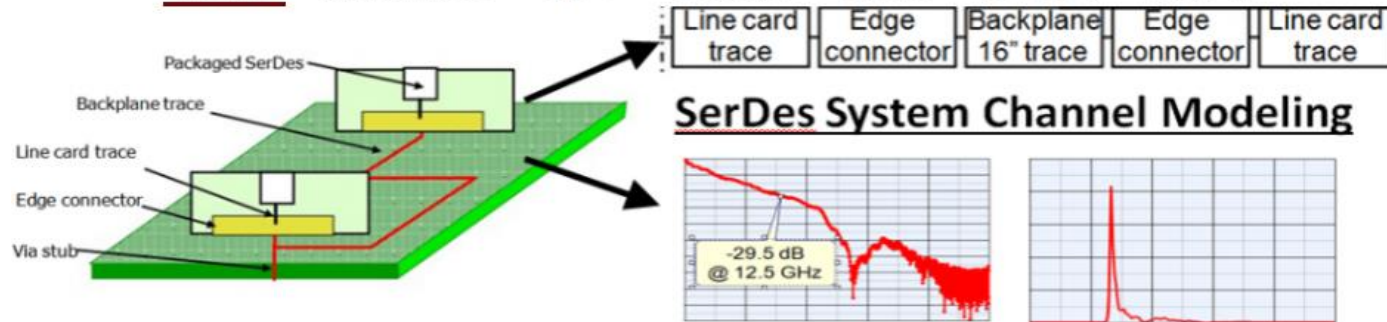 Line card
trace
Edge
connector
Backplane
16" trace
Edge
connector
Line card
trace
Packaged SerDes
Backplane trace
Line card trace
Edge connector
Via stub
SerDes System Channel Modeling
-29.5 dB
@ 12.5 GHz